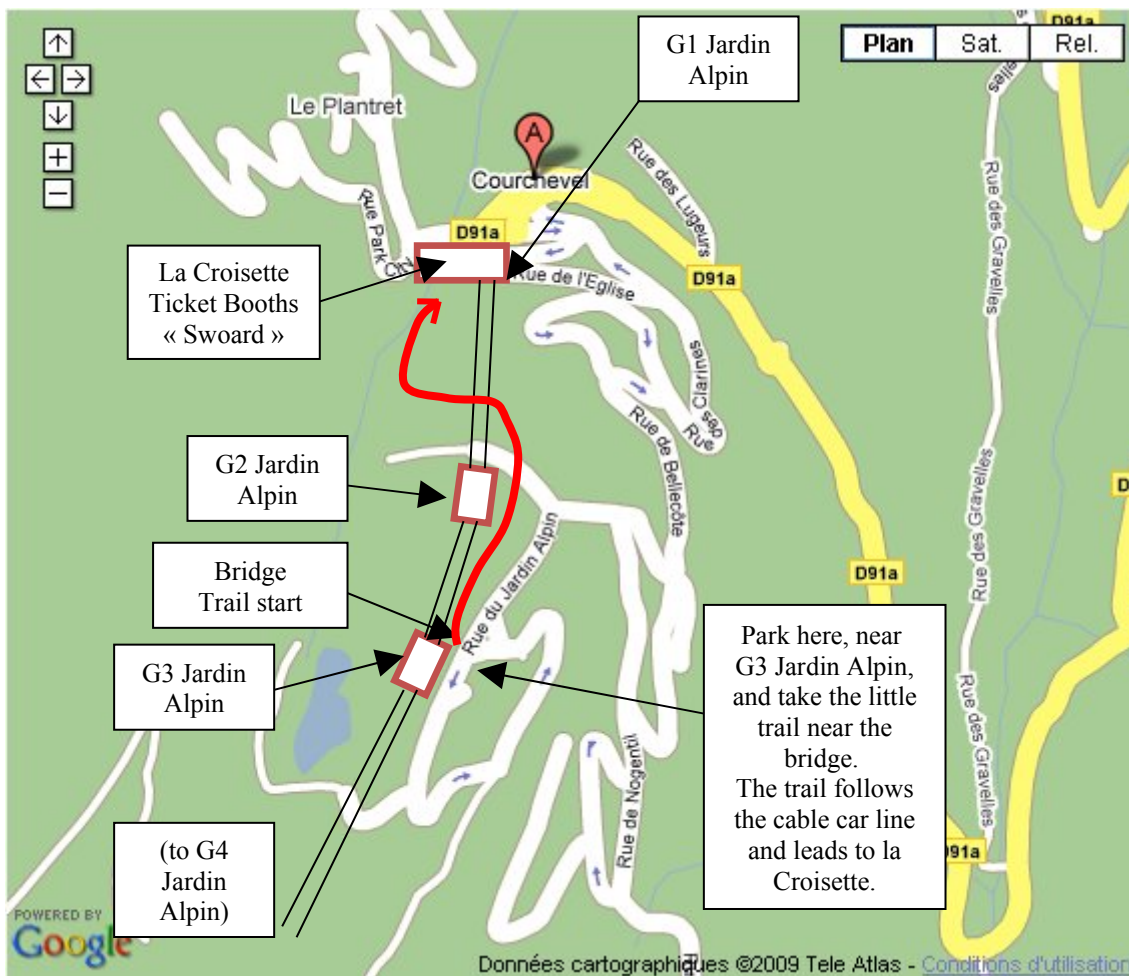 G1 Jardin
Alpin
Plan
Sat.
Rel.
Le Plantret
A
Courchevel
Rue des Lugeurs
Rue des Gravelles
Rue Park
D91a
La Croisette
Ticket Booths
« Swoard »
Rue de l'Eglise
D91a
Rue des Clarines
Rue de Bellecôte
G2 Jardin
Alpin
Rue des Gravelles
Bridge
Trail start
Rue du Jardin Alpin
D91a
G3 Jardin
Alpin
Park here, near
G3 Jardin Alpin,
and take the little
trail near the
bridge.
The trail follows
the cable car line
and leads to la
Croisette.
Rue des Gravelles
Rue de Nogentil
(to G4
Jardin
Alpin)
91a
POWERED BY
Google
Données cartographiques ©2009 Tele Atlas - Conditions d'utilisation